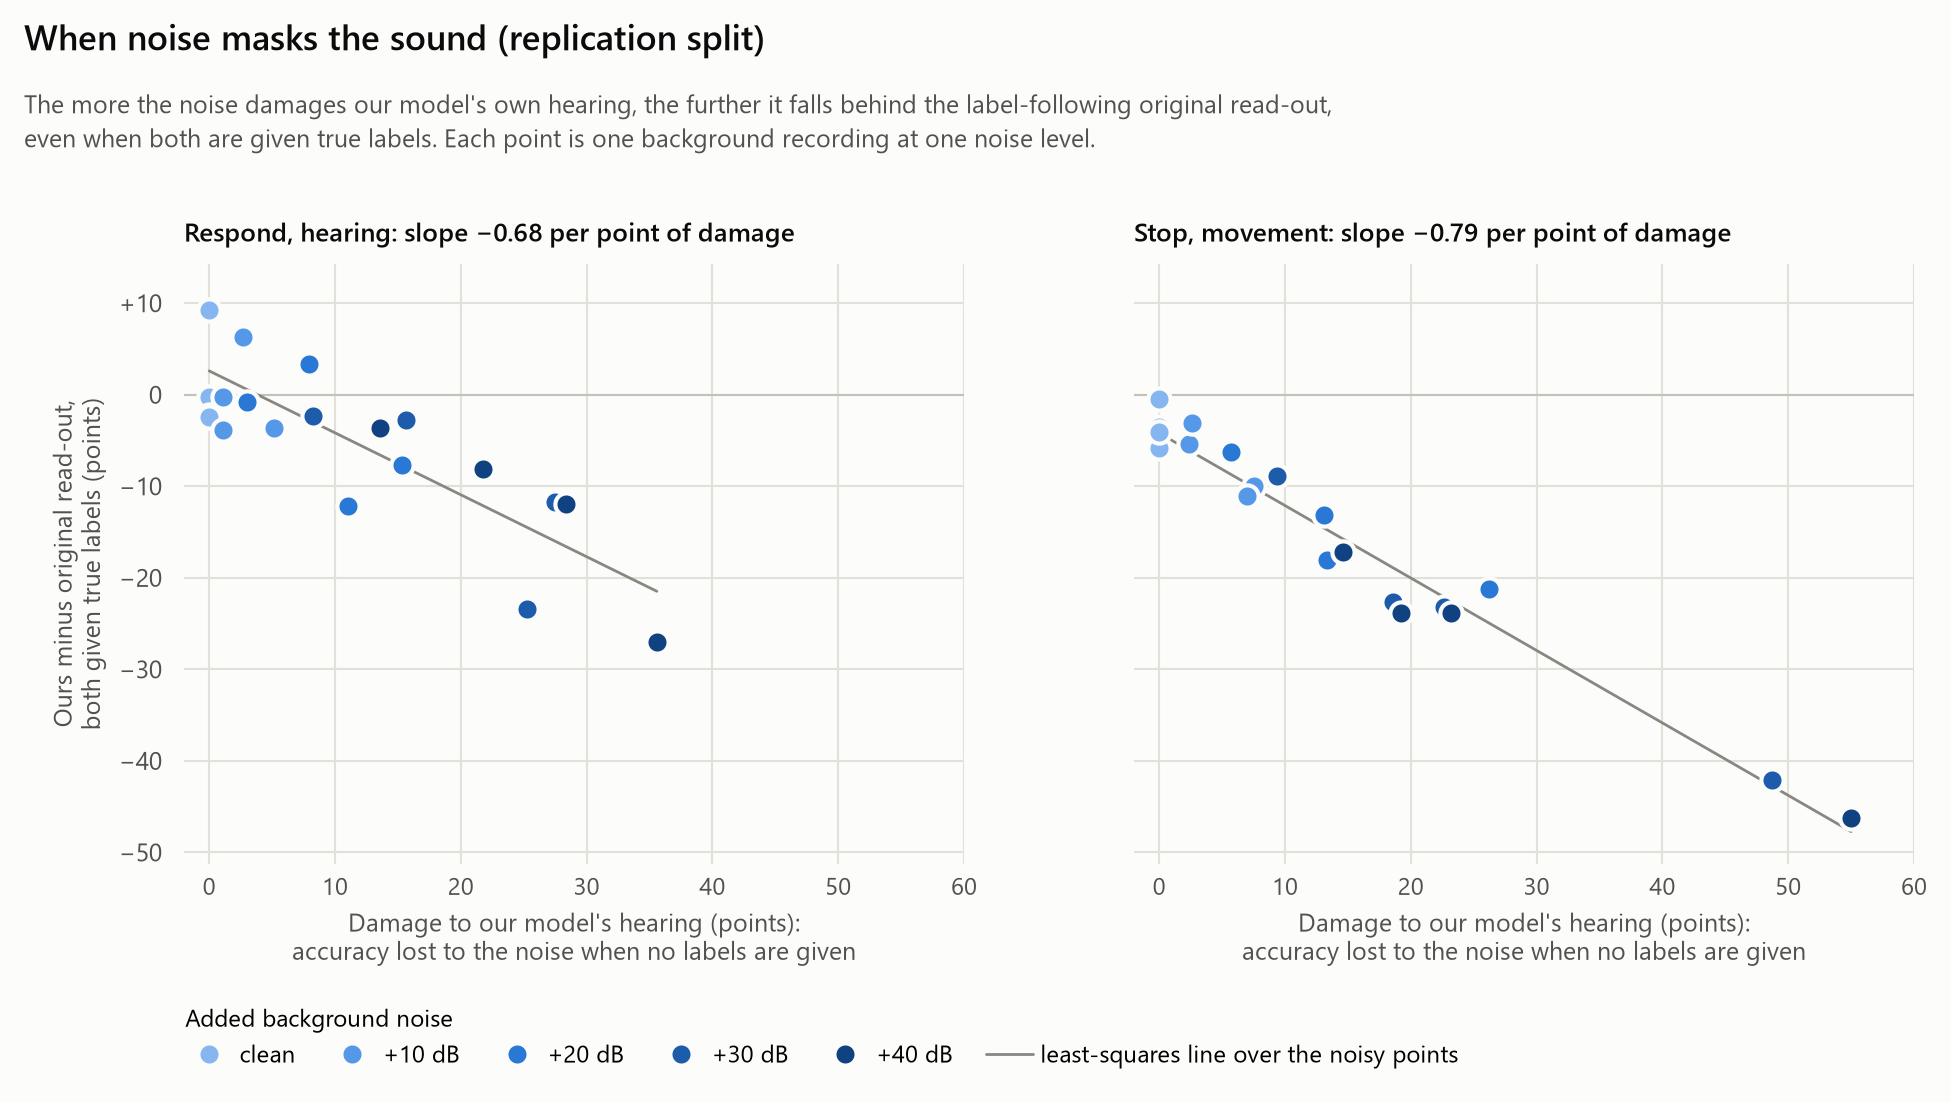 When noise masks the sound (replication split)
The more the noise damages our model's own hearing, the further it falls behind the label-following original read-out,
even when both are given true labels. Each point is one background recording at one noise level.
Respond, hearing: slope −0.68 per point of damage
Stop, movement: slope −0.79 per point of damage
Ours minus original read-out,
both given true labels (points)
+10
0
−10
−20
−30
−40
−50
0 10 20 30 40 50 60
0 10 20 30 40 50 60
Damage to our model's hearing (points):
accuracy lost to the noise when no labels are given
Damage to our model's hearing (points):
accuracy lost to the noise when no labels are given
Added background noise
clean +10 dB +20 dB +30 dB +40 dB least-squares line over the noisy points